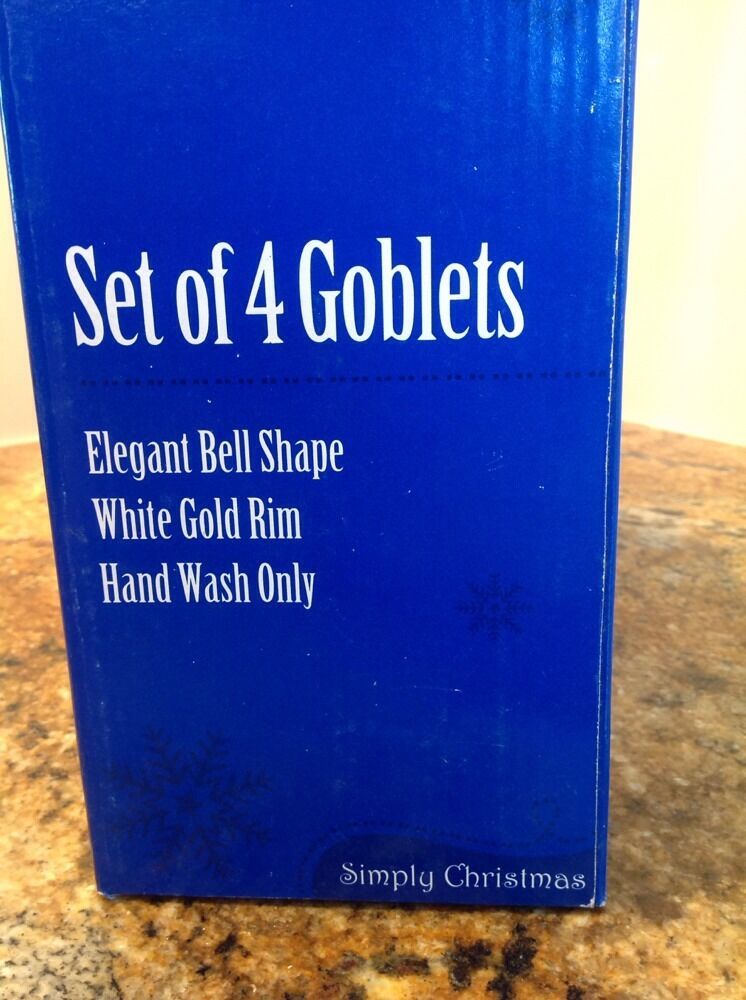 Set of 4 Goblets
Elegant Bell Shape
White Gold Rim
Hand Wash Only
Simply Christmas